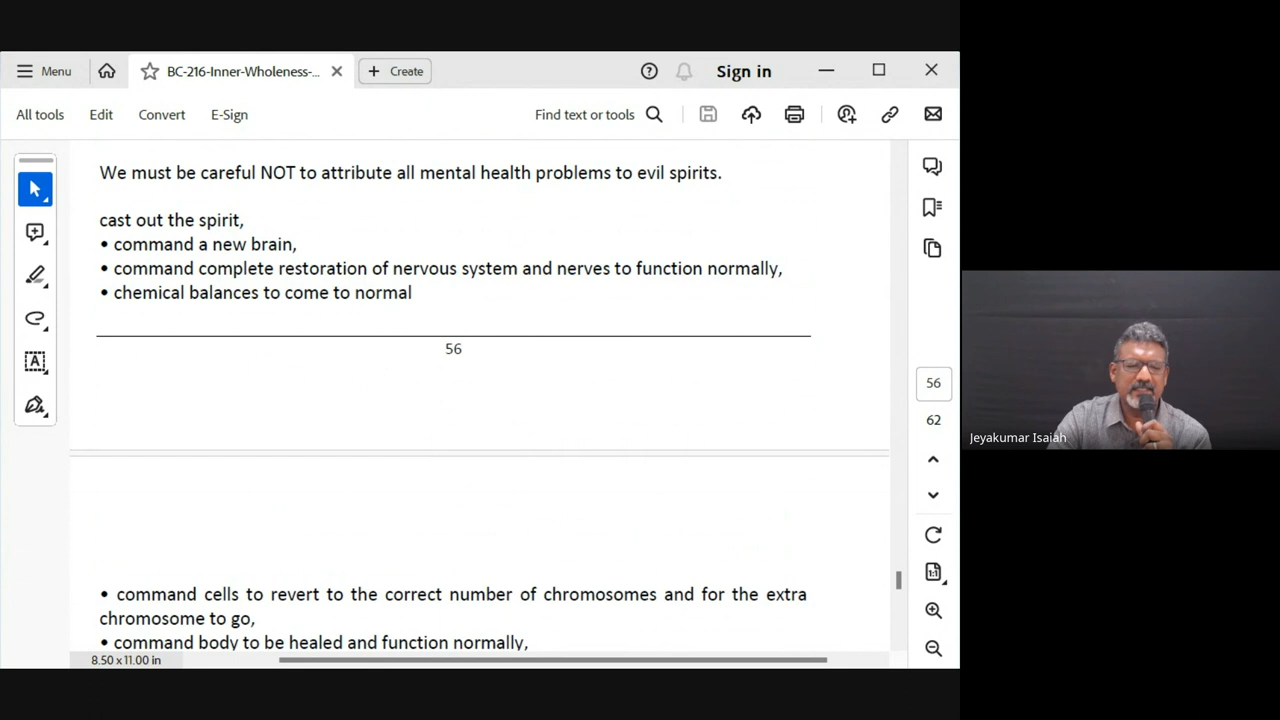 Menu
BC-216-Inner-Wholeness-...
Create
Sign in
All tools
Edit
Convert
E-Sign
Find text or tools
We must be careful NOT to attribute all mental health problems to evil spirits.
cast out the spirit,
• command a new brain,
• command complete restoration of nervous system and nerves to function normally,
• chemical balances to come to normal
56
56
62
Jeyakumar Isaiah
• command cells to revert to the correct number of chromosomes and for the extra
chromosome to go,
• command body to be healed and function normally,
8.50 x 11.00 in